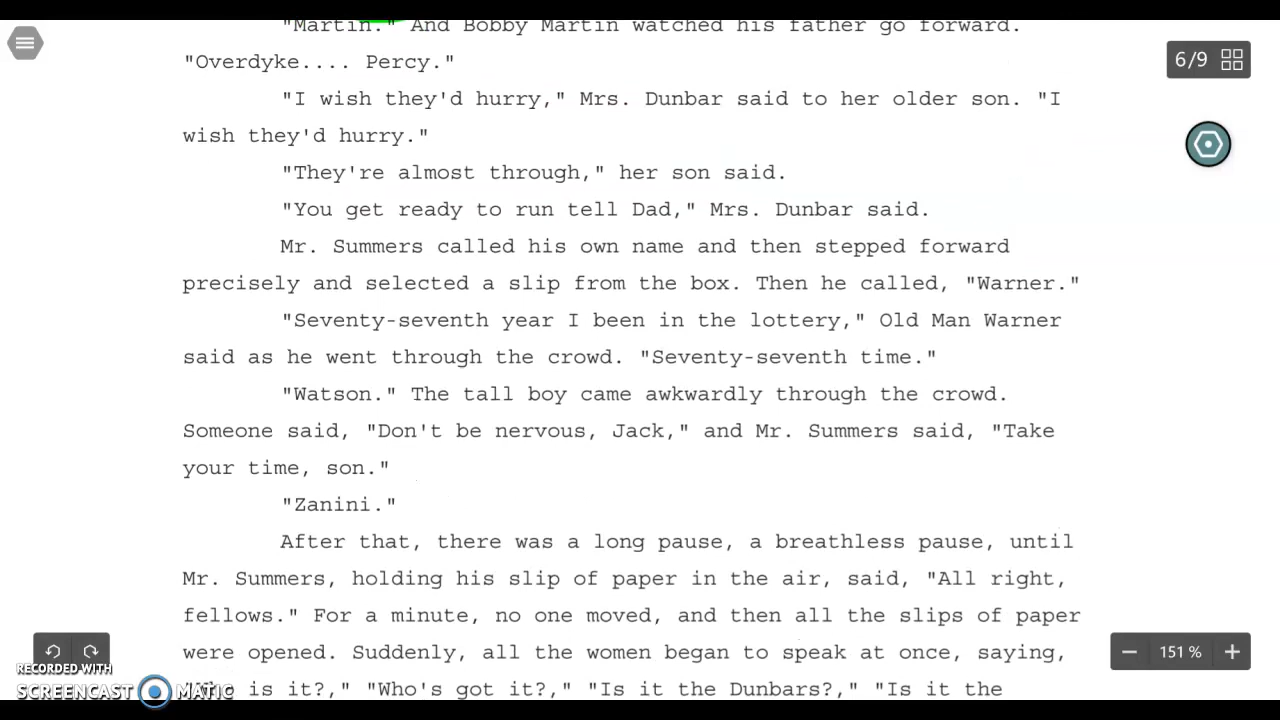 "Martin." And Bobby Martin watched his father go forward.
"Overdyke.... Percy."
6/9
"I wish they'd hurry," Mrs. Dunbar said to her older son. "I
wish they'd hurry."
"They're almost through," her son said.
"You get ready to run tell Dad," Mrs. Dunbar said.
Mr. Summers called his own name and then stepped forward
precisely and selected a slip from the box. Then he called, "Warner."
"Seventy-seventh year I been in the lottery," Old Man Warner
said as he went through the crowd. "Seventy-seventh time."
"Watson." The tall boy came awkwardly through the crowd.
Someone said, "Don't be nervous, Jack," and Mr. Summers said, "Take
your time, son."
"Zanini."
After that, there was a long pause, a breathless pause, until
Mr. Summers, holding his slip of paper in the air, said, "All right,
fellows." For a minute, no one moved, and then all the slips of paper
were opened. Suddenly, all the women began to speak at once, saying,
151 %
is it?," "Who's got it?," "Is it the Dunbars?," "Is it the
RECORDED WITH
SCREENCAST MATIC